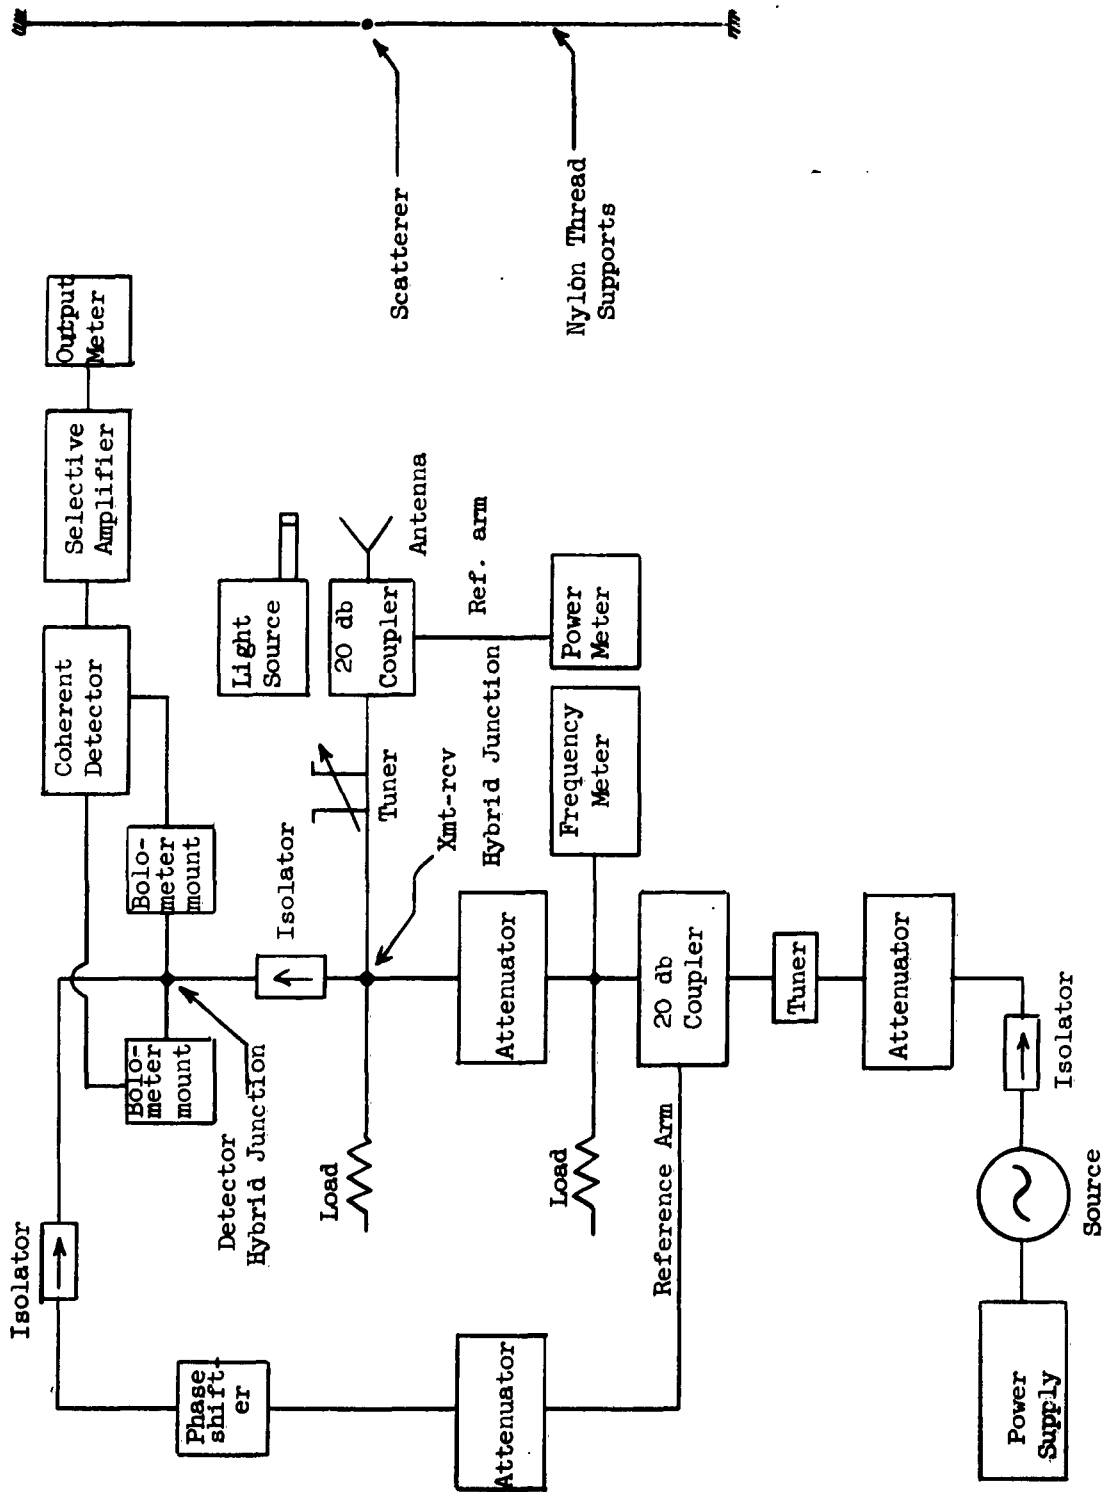 Isolator
Phase
shift-
er
Attenuator
Power
Supply
Source
Isolator
Reference Arm
Load
Load
Detector
Hybrid Junction
Bolo-
meter
mount
Bolo-
meter
mount
Isolator
Attenuator
20 db
Coupler
Tuner
Attenuator
Coherent
Detector
Tuner
Xmt-rcv
Hybrid Junction
Frequency
Meter
Power
Meter
Light
Source
20 db
Coupler
Ref. arm
Antenna
Selective
Amplifier
Output
Meter
Scatterer
Nylon Thread
Supports